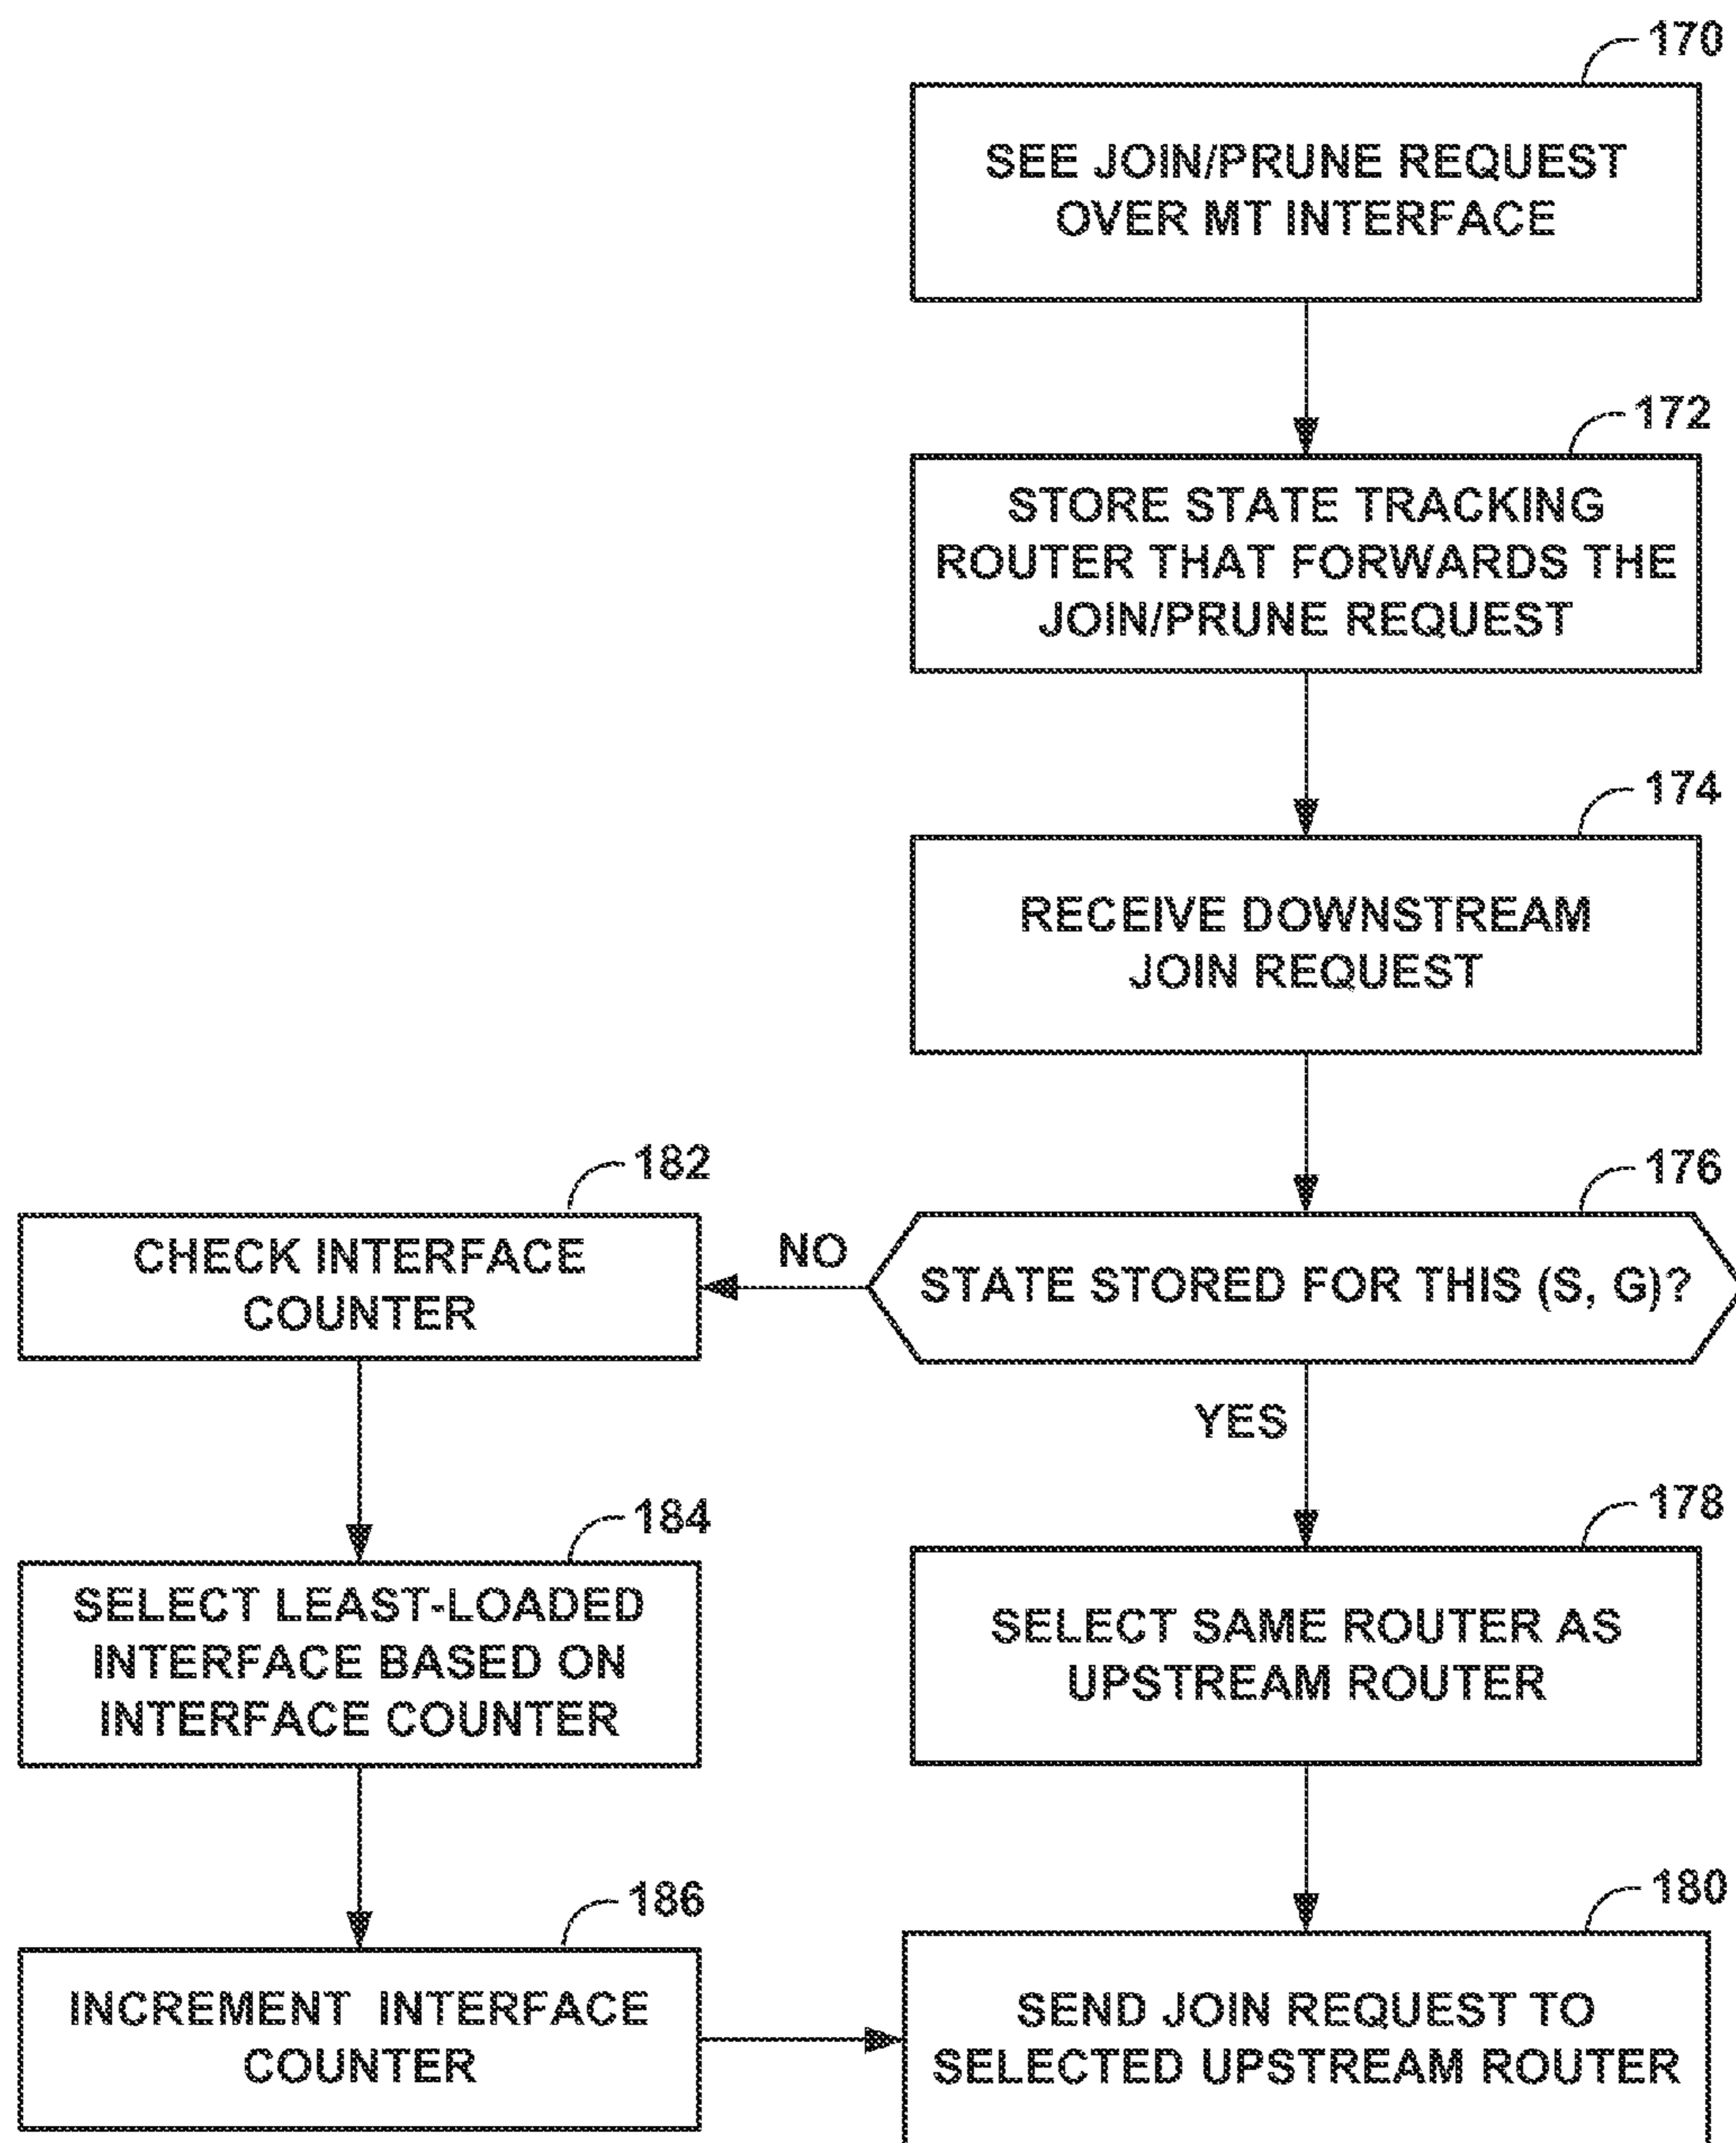 170
SEE JOIN/PRUNE REQUEST
OVER MT INTERFACE
172
STORE STATE TRACKING
ROUTER THAT FORWARDS THE
JOIN/PRUNE REQUEST
174
RECEIVE DOWNSTREAM
JOIN REQUEST
176
STATE STORED FOR THIS (S, G)?
NO
182
CHECK INTERFACE
COUNTER
YES
178
SELECT SAME ROUTER AS
UPSTREAM ROUTER
184
SELECT LEAST-LOADED
INTERFACE BASED ON
INTERFACE COUNTER
186
INCREMENT INTERFACE
COUNTER
180
SEND JOIN REQUEST TO
SELECTED UPSTREAM ROUTER